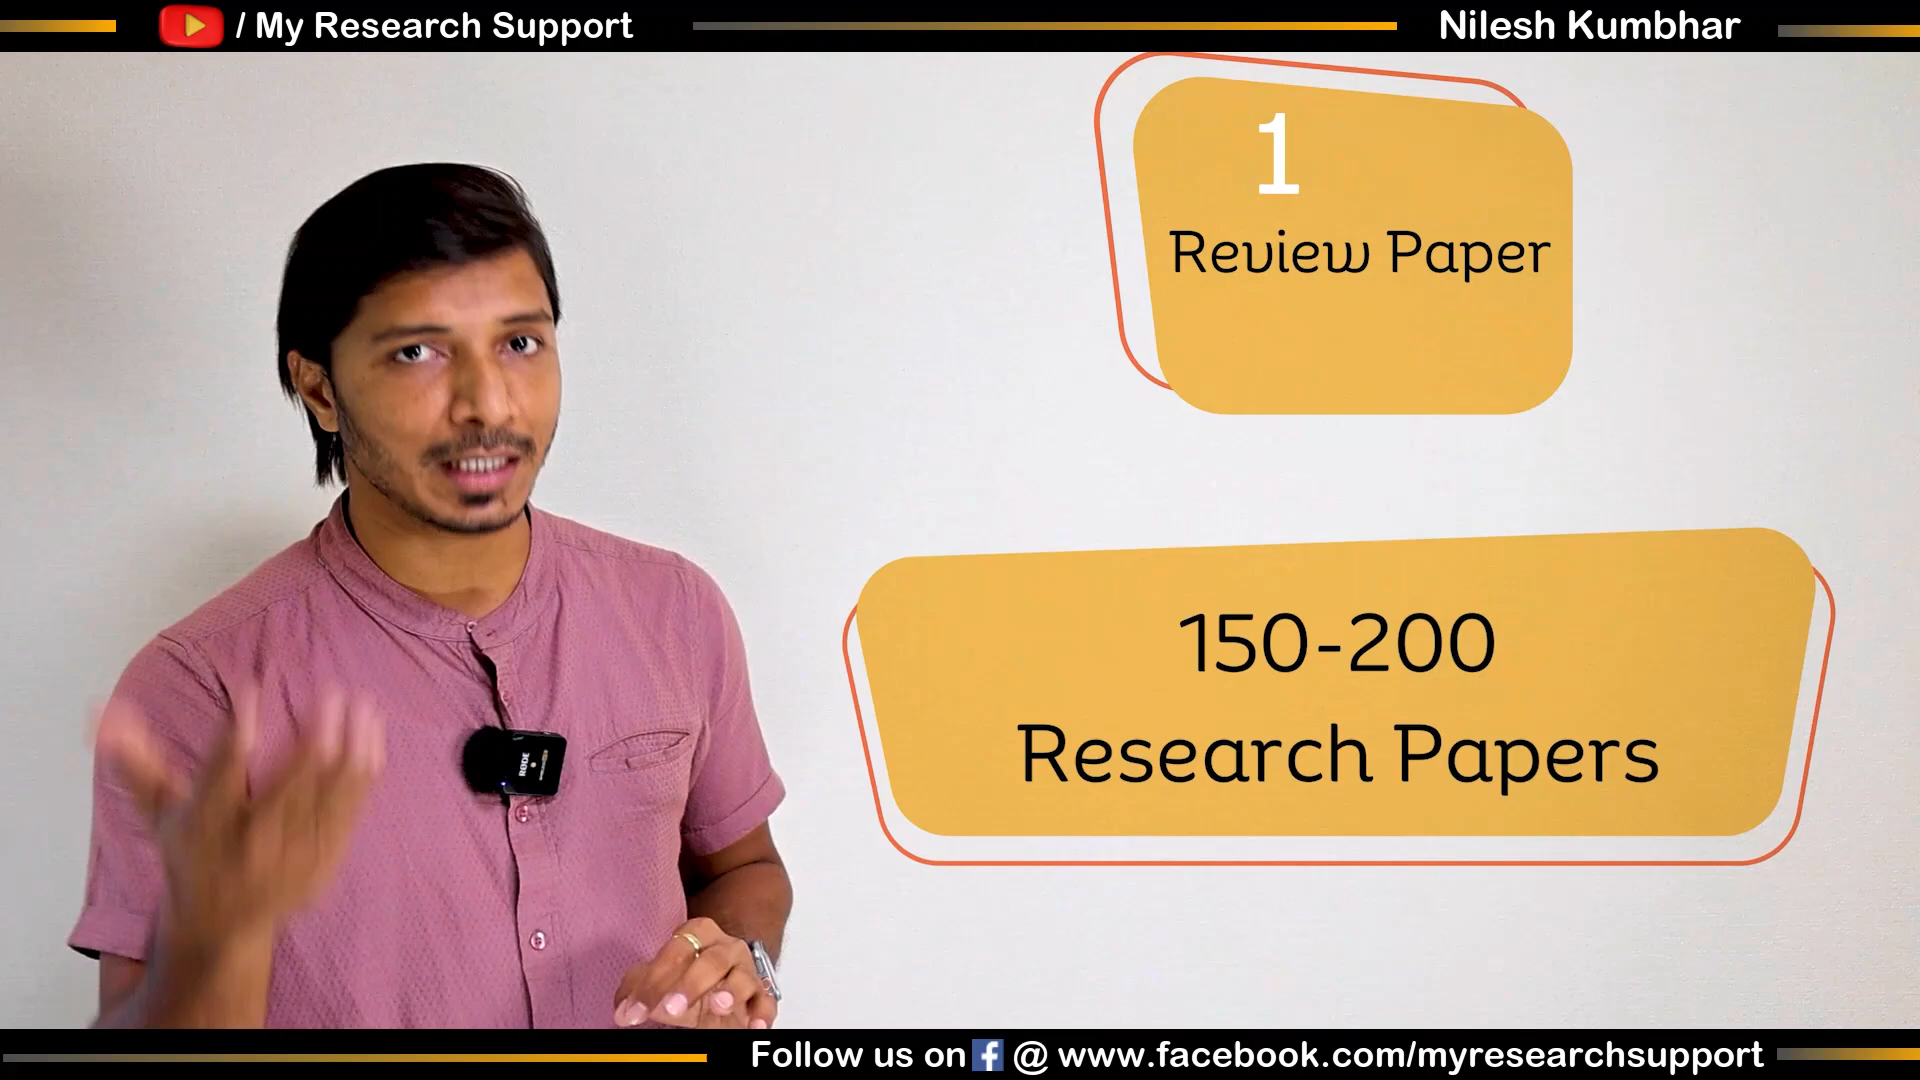 / My Research Support
Nilesh Kumbhar
1
Review Paper
150-200
Research Papers
RODE
Follow us on f @ www.facebook.com/myresearchsupport